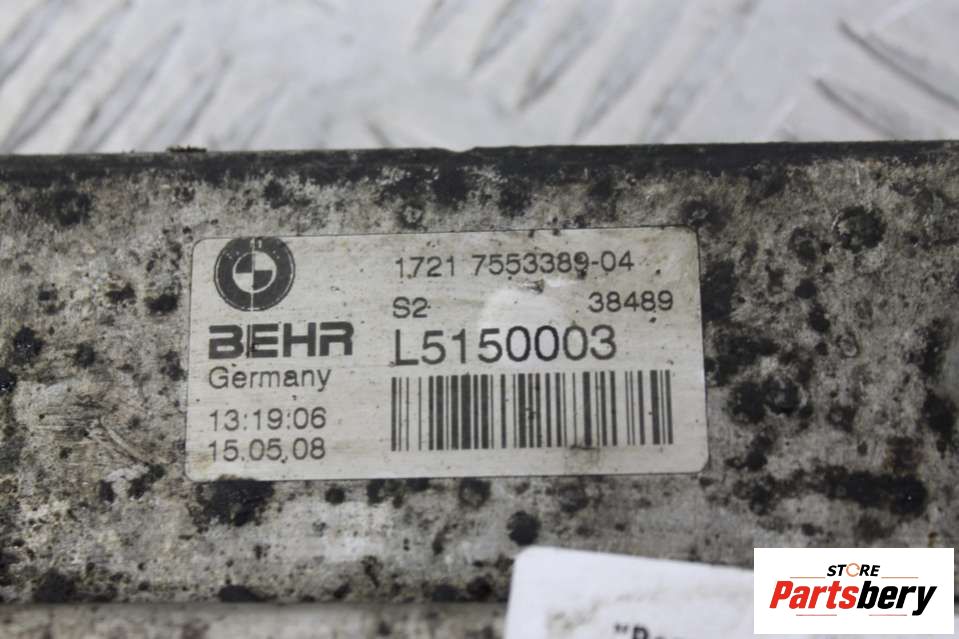 1721 7553389-04
S2 38489
BEHR L5150003
Germany
13:19:06
15.05.08
STORE
Partsbery